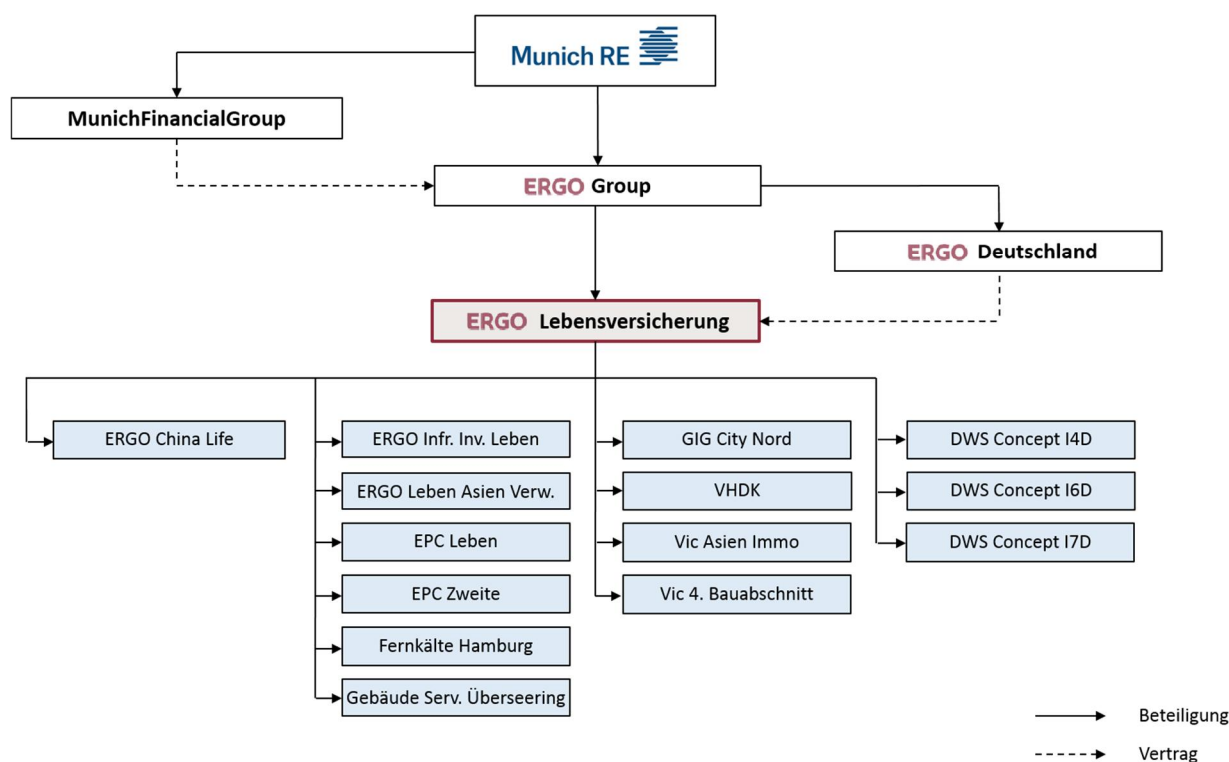 Munich RE
MunichFinancialGroup
ERGO Group
ERGO Deutschland
ERGO Lebensversicherung
ERGO China Life
ERGO Infr. Inv. Leben
ERGO Leben Asien Verw.
EPC Leben
EPC Zweite
Fernkälte Hamburg
Gebäude Serv. Überseering
GIG City Nord
VHDK
Vic Asien Immo
Vic 4. Bauabschnitt
DWS Concept I4D
DWS Concept I6D
DWS Concept I7D
Beteiligung
Vertrag